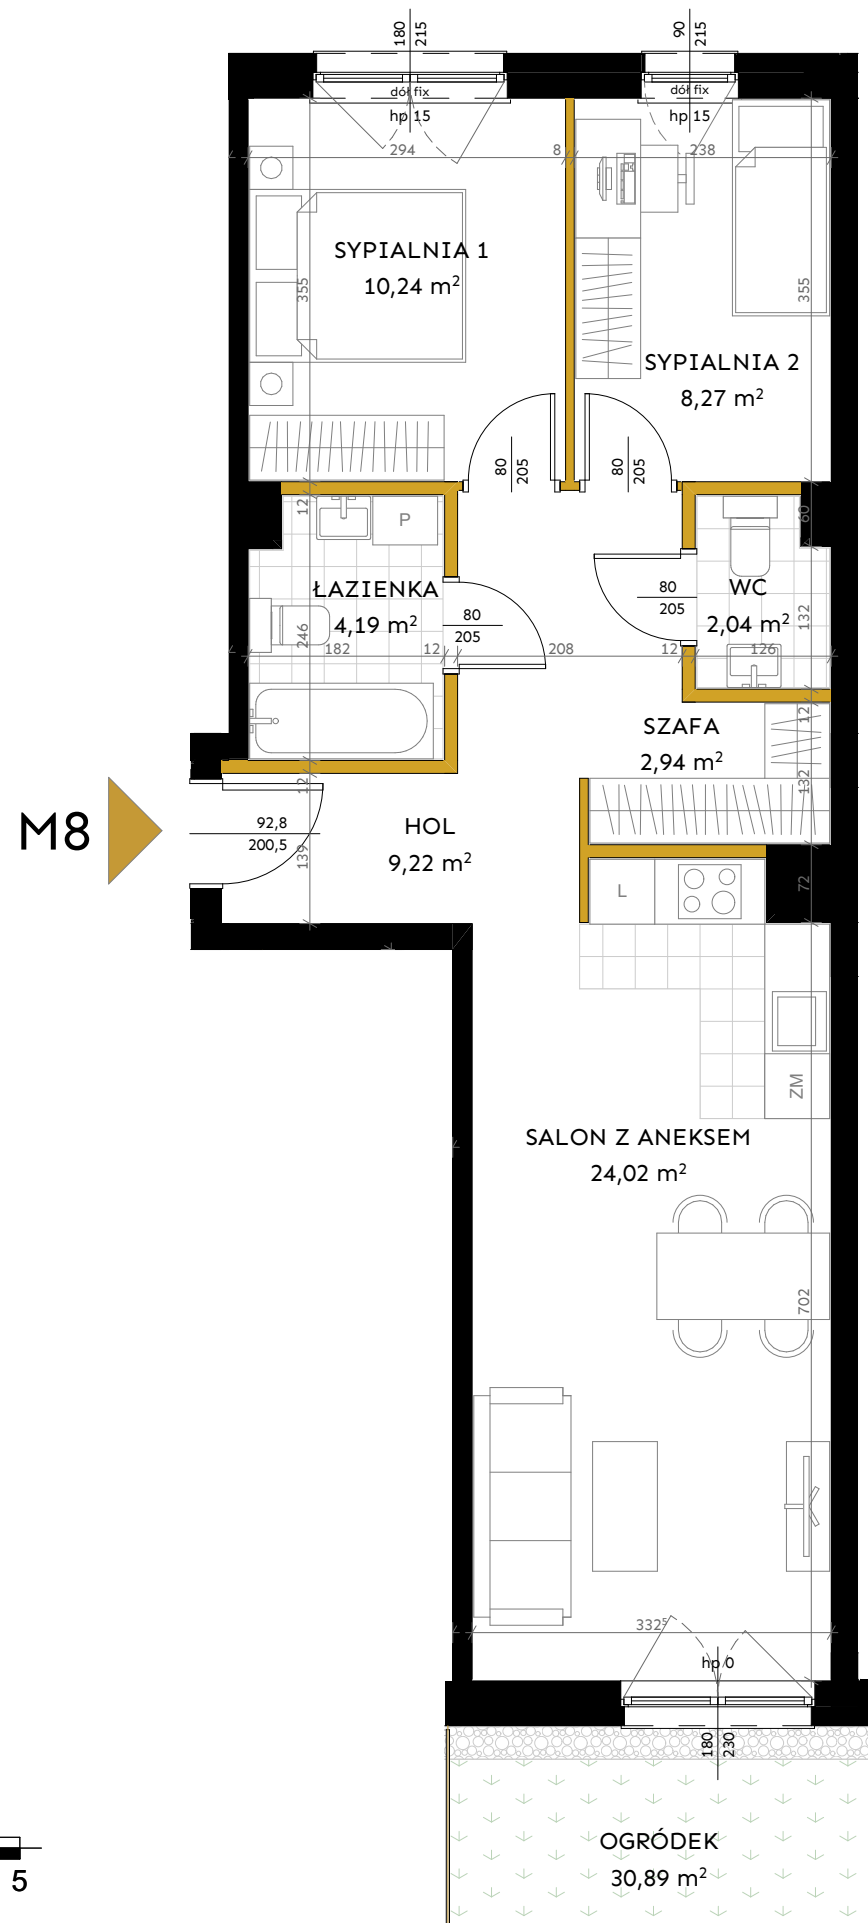 180
215
90
215
dół fix
hp 15
dół fix
hp 15
294
8
238
SYPIALNIA 1
10,24 m²
355
355
SYPIALNIA 2
8,27 m²
80
205
80
205
12
P
60
ŁAZIENKA
4,19 m²
80
205
WC
2,04 m²
80
205
132
246
182
12
208
12
126
SZAFA
2,94 m²
12
132
12
M8
92,8
200,5
139
HOL
9,22 m²
L
72
ZM
SALON Z ANEKSEM
24,02 m²
702
332⁵
hp 0
180
230
OGRÓDEK
30,89 m²
5